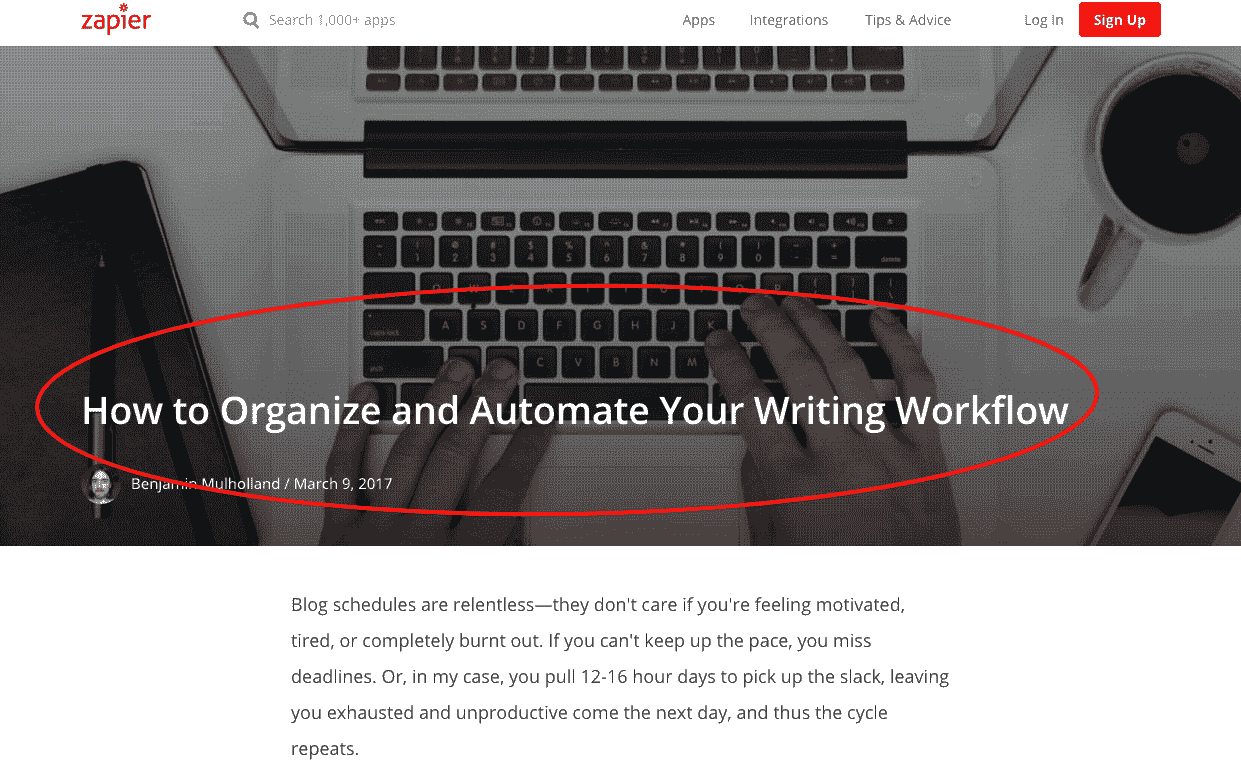 zapier
Search 1,000+ apps
Apps Integrations Tips & Advice
Log In Sign Up
delete
caps lock A S D F G H J K
C V B N M
How to Organize and Automate Your Writing Workflow
Benjamin Mulholland / March 9, 2017
Blog schedules are relentless—they don't care if you're feeling motivated,
tired, or completely burnt out. If you can't keep up the pace, you miss
deadlines. Or, in my case, you pull 12-16 hour days to pick up the slack, leaving
you exhausted and unproductive come the next day, and thus the cycle
repeats.